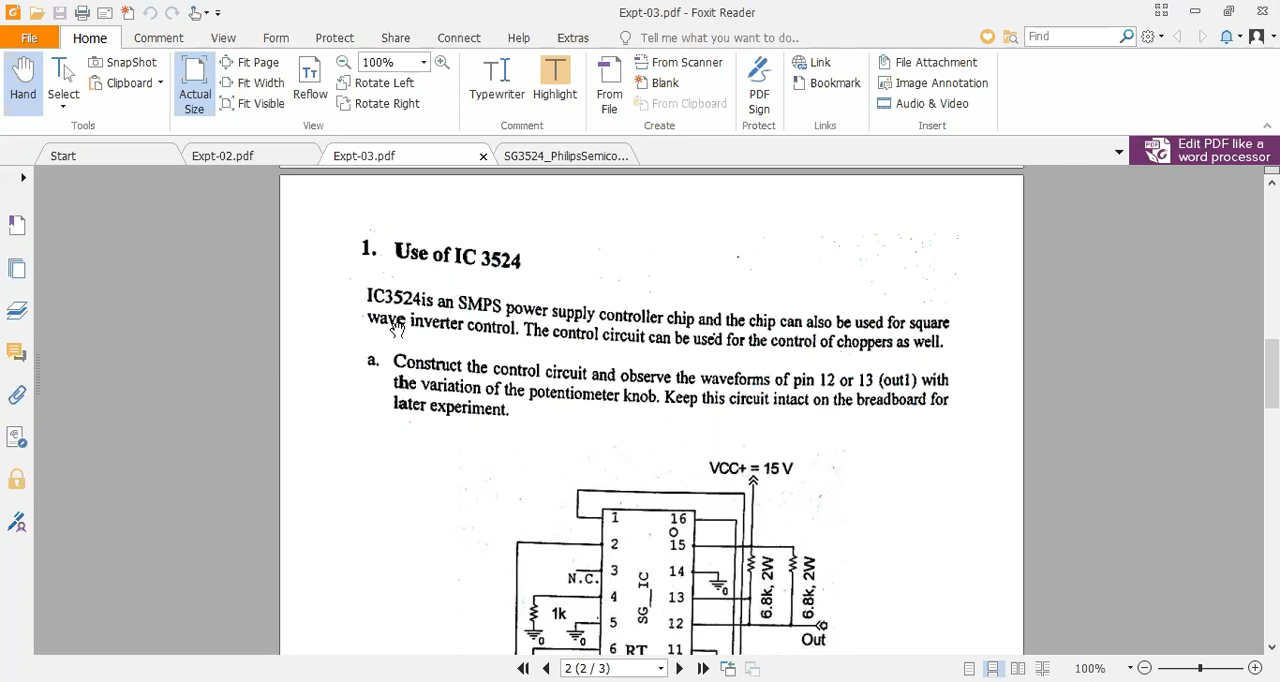 Expt-03.pdf - Foxit Reader
File Home Comment View Form Protect Share Connect Help Extras Tell me what you want to do.. Find
Hand Select SnapShot Clipboard Actual Size Fit Page Fit Width Fit Visible Reflow 100% Rotate Left Rotate Right Typewriter Highlight From File From Scanner Blank From Clipboard PDF Sign Link Bookmark File Attachment Image Annotation Audio & Video
Tools View Comment Create Protect Links Insert
Start Expt-02.pdf Expt-03.pdf SG3524_PhilipsSemico... Edit PDF like a word processor
1. Use of IC 3524
IC3524is an SMPS power supply controller chip and the chip can also be used for square
wave inverter control. The control circuit can be used for the control of choppers as well.
a. Construct the control circuit and observe the waveforms of pin 12 or 13 (out1) with
the variation of the potentiometer knob. Keep this circuit intact on the breadboard for
later experiment.
VCC+ = 15 V
1 16
2 15
N.C. 3 14
1k 4 13
5 12
6 RT 11
SG_IC
0
0
0
6.8k, 2W
6.8k, 2W
Out
2 (2 / 3) 100%